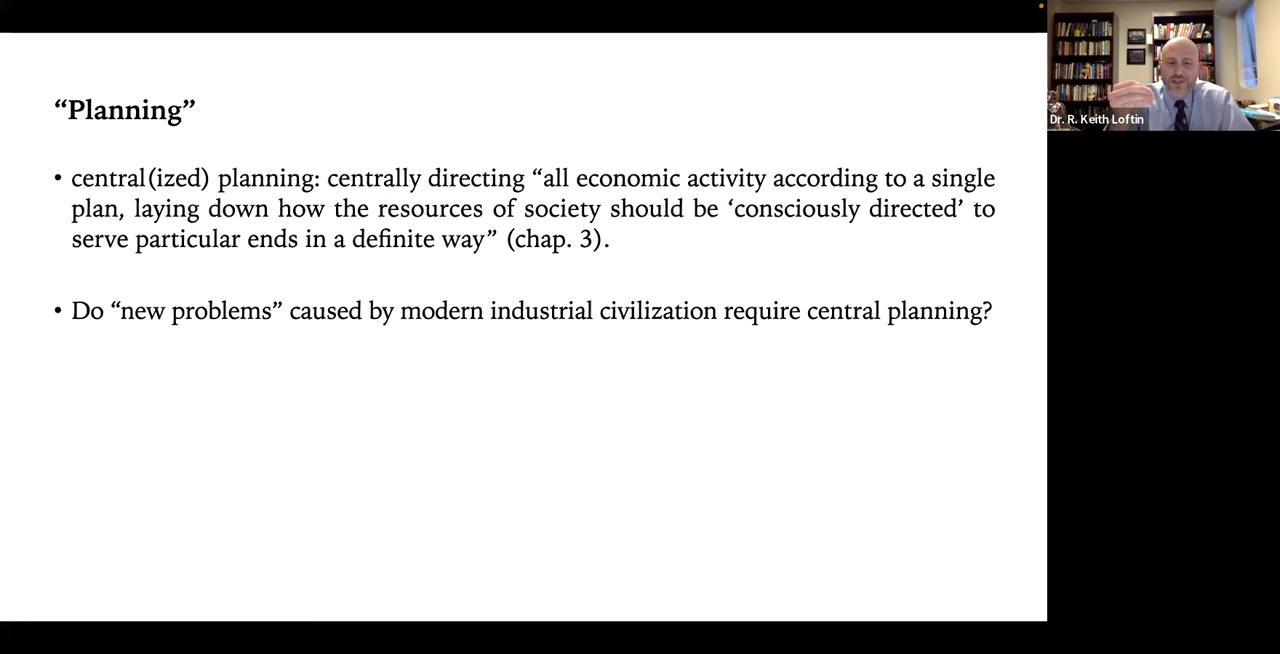 “Planning”
• central(ized) planning: centrally directing “all economic activity according to a single
plan, laying down how the resources of society should be ‘consciously directed’ to
serve particular ends in a definite way” (chap. 3).
• Do “new problems” caused by modern industrial civilization require central planning?
Dr. R. Keith Loftin